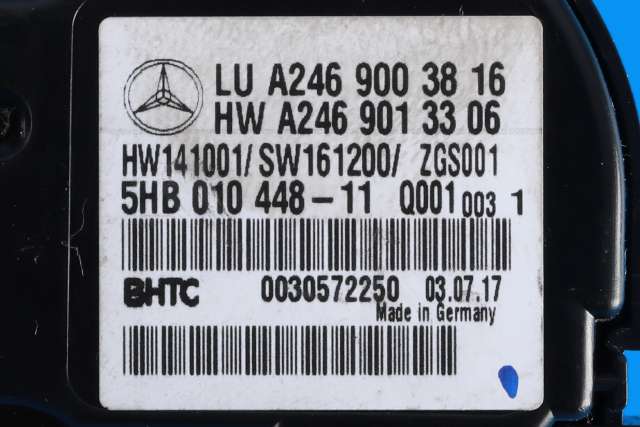 LU A246 900 38 16
HW A246 901 33 06
HW141001/ SW161200/ ZGS001
5HB 010 448-11 Q001 003 1
BHTC 0030572250 03.07.17
Made in Germany